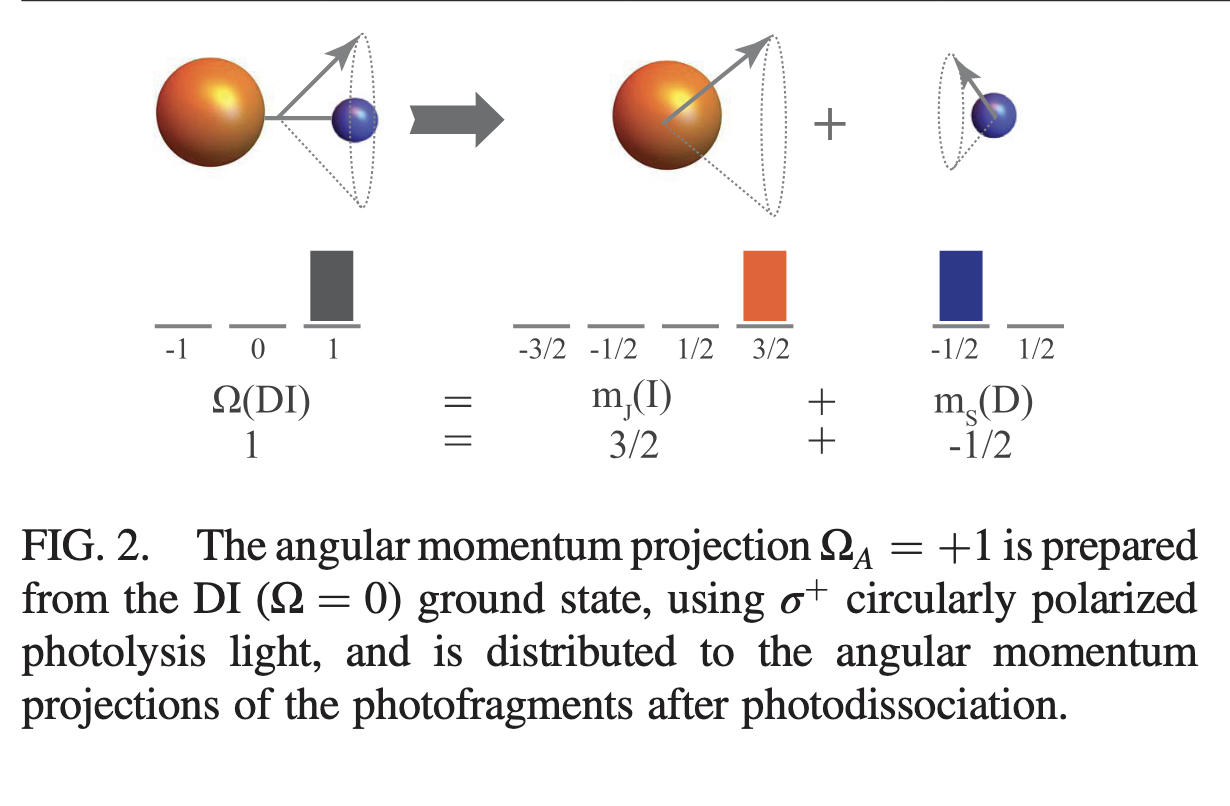 +
-1 0 1 -3/2 -1/2 1/2 3/2 -1/2 1/2
Ω(DI) = m_J(I) + m_S(D)
1 = 3/2 + -1/2
FIG. 2. The angular momentum projection Ω_A = +1 is prepared
from the DI (Ω = 0) ground state, using σ⁺ circularly polarized
photolysis light, and is distributed to the angular momentum
projections of the photofragments after photodissociation.